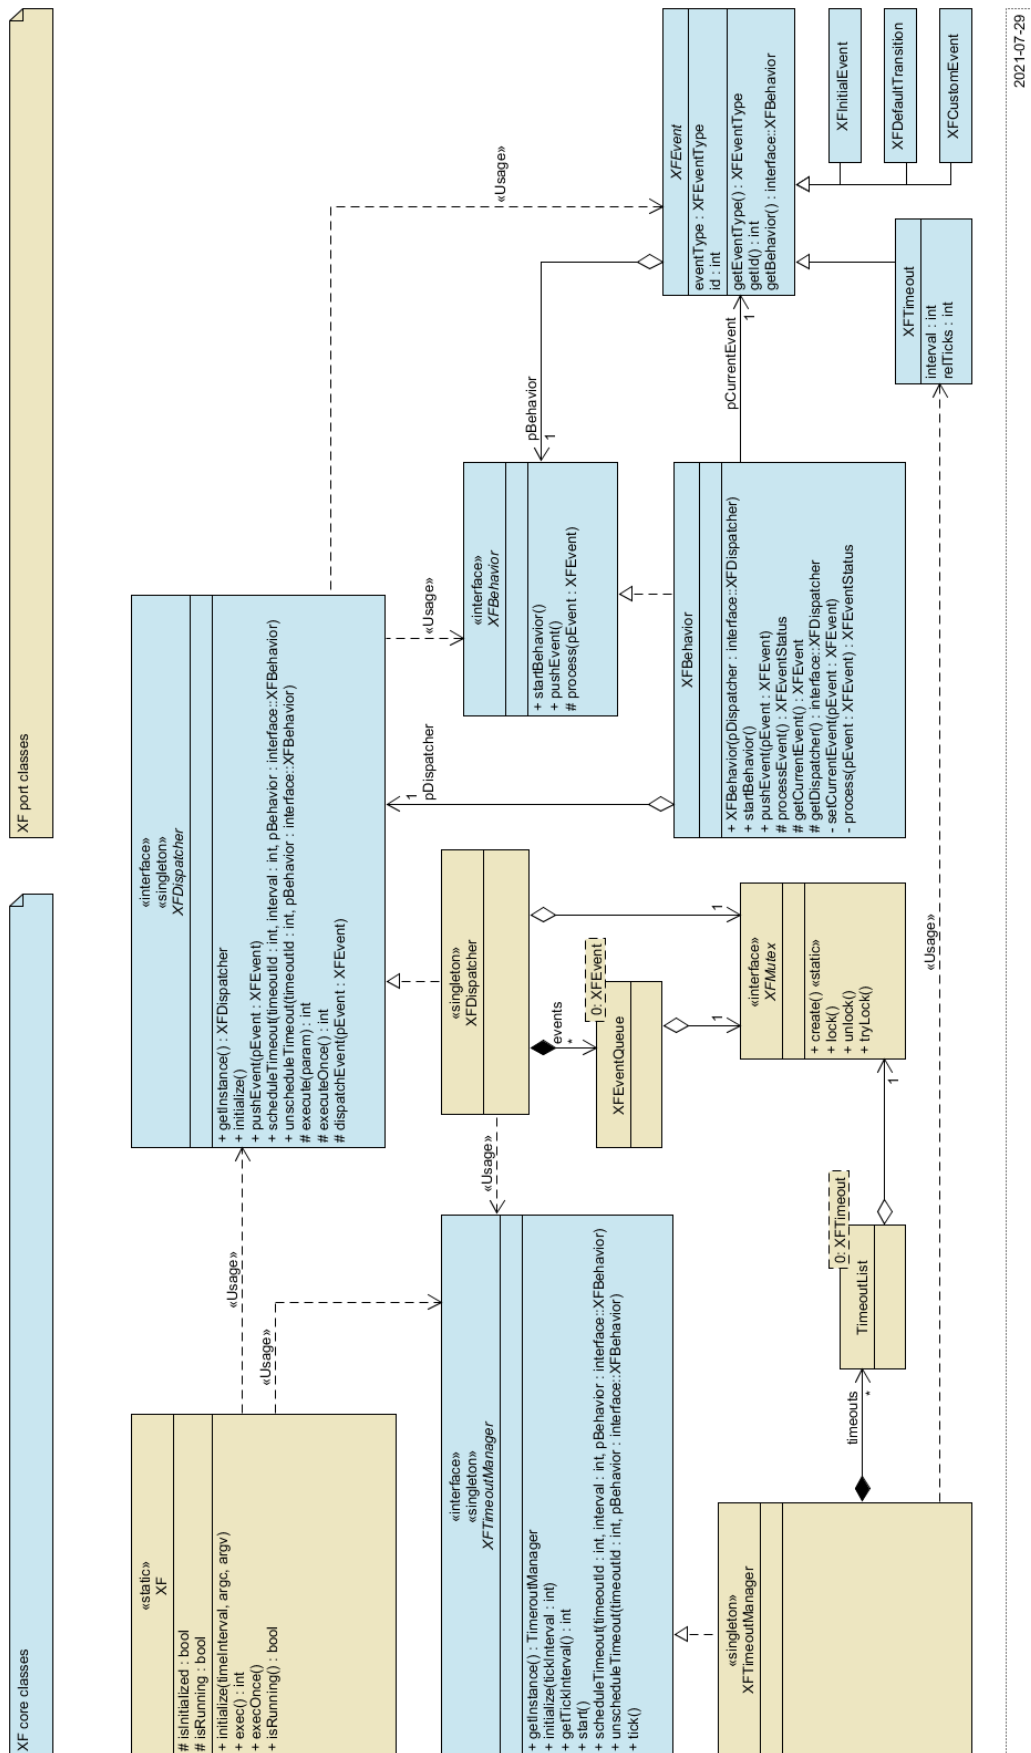 XF core classes
XF port classes
«static»
XF
# isInitialized : bool
# isRunning : bool
+ initialize(timeInterval, argc, argv)
+ exec() : int
+ execOnce()
+ isRunning() : bool
«Usage»
«Usage»
«interface»
«singleton»
XFDispatcher
+ getInstance() : XFDispatcher
+ initialize()
+ pushEvent(pEvent : XFEvent)
+ scheduleTimeout(timeoutId : int, interval : int, pBehavior : interface::XFBehavior)
+ unscheduleTimeout(timeoutId : int, pBehavior : interface::XFBehavior)
# execute(param) : int
# executeOnce() : int
# dispatchEvent(pEvent : XFEvent)
«Usage»
«Usage»
1
pDispatcher
«interface»
«singleton»
XFTimeoutManager
+ getInstance() : TimeroutManager
+ initialize(tickInterval : int)
+ getTickInterval() : int
+ start()
+ scheduleTimeout(timeoutId : int, interval : int, pBehavior : interface::XFBehavior)
+ unscheduleTimeout(timeoutId : int, pBehavior : interface::XFBehavior)
+ tick()
«Usage»
«singleton»
XFDispatcher
events
*
0: XFEvent
XFEventQueue
1
1
«interface»
XFBehavior
+ startBehavior()
+ pushEvent()
# process(pEvent : XFEvent)
pBehavior
1
XFEvent
eventType : XFEventType
id : int
getEventType() : XFEventType
getId() : int
getBehavior() : interface::XFBehavior
XFBehavior
+ XFBehavior(pDispatcher : interface::XFDispatcher)
+ startBehavior()
+ pushEvent(pEvent : XFEvent)
# processEvent() : XFEventStatus
# getCurrentEvent() : XFEvent
# getDispatcher() : interface::XFDispatcher
- setCurrentEvent(pEvent : XFEvent)
- process(pEvent : XFEvent) : XFEventStatus
pCurrentEvent
1
XFInitialEvent
XFDefaultTransition
XFCustomEvent
XFTimeout
interval : int
relTicks : int
«interface»
XFMutex
+ create() «static»
+ lock()
+ unlock()
+ tryLock()
1
«singleton»
XFTimeoutManager
timeouts
*
0: XFTimeout
TimeoutList
«Usage»
2021-07-29